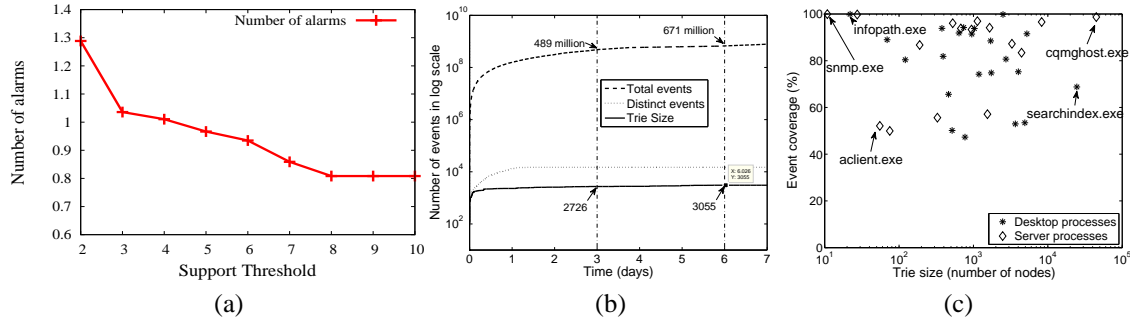 Number of alarms
1.4
1.3
1.2
1.1
1
0.9
0.8
0.7
0.6
2 3 4 5 6 7 8 9 10
Number of alarms
Support Threshold
(a)
10^10
10^8
10^6
10^4
10^2
0 1 2 3 4 5 6 7
Number of events in log scale
Time (days)
489 million
671 million
Total events
Distinct events
Trie Size
X: 6.026
Y: 3055
2726
3055
(b)
100
80
60
40
20
0
10^1 10^2 10^3 10^4 10^5
Event coverage (%)
Trie size (number of nodes)
infopath.exe
snmp.exe
cqmghost.exe
searchindex.exe
aclient.exe
Desktop processes
Server processes
(c)